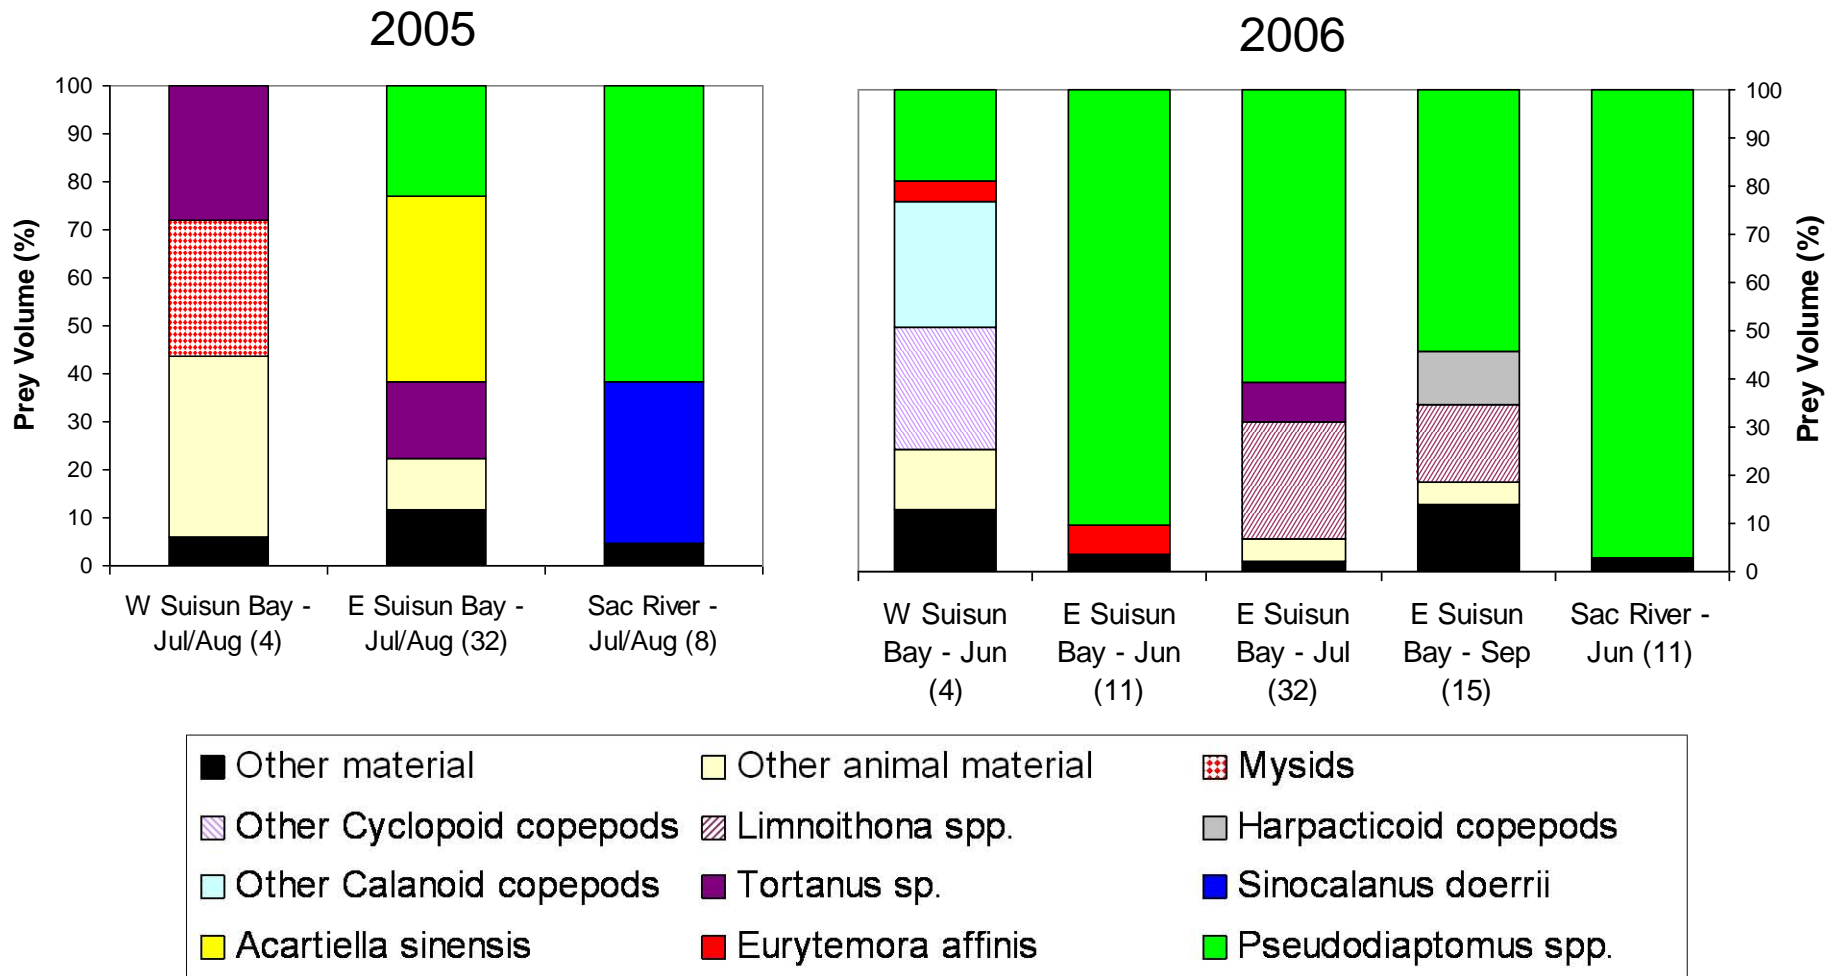 2005
2006
Prey Volume (%)
100
90
80
70
60
50
40
30
20
10
0
W Suisun Bay -
Jul/Aug (4)
E Suisun Bay -
Jul/Aug (32)
Sac River -
Jul/Aug (8)
100
90
80
70
60
50
40
30
20
10
0
Prey Volume (%)
W Suisun
Bay - Jun
(4)
E Suisun
Bay - Jun
(11)
E Suisun
Bay - Jul
(32)
E Suisun
Bay - Sep
(15)
Sac River -
Jun (11)
Other material
Other animal material
Mysids
Other Cyclopoid copepods
Limnoithona spp.
Harpacticoid copepods
Other Calanoid copepods
Tortanus sp.
Sinocalanus doerrii
Acartiella sinensis
Eurytemora affinis
Pseudodiaptomus spp.